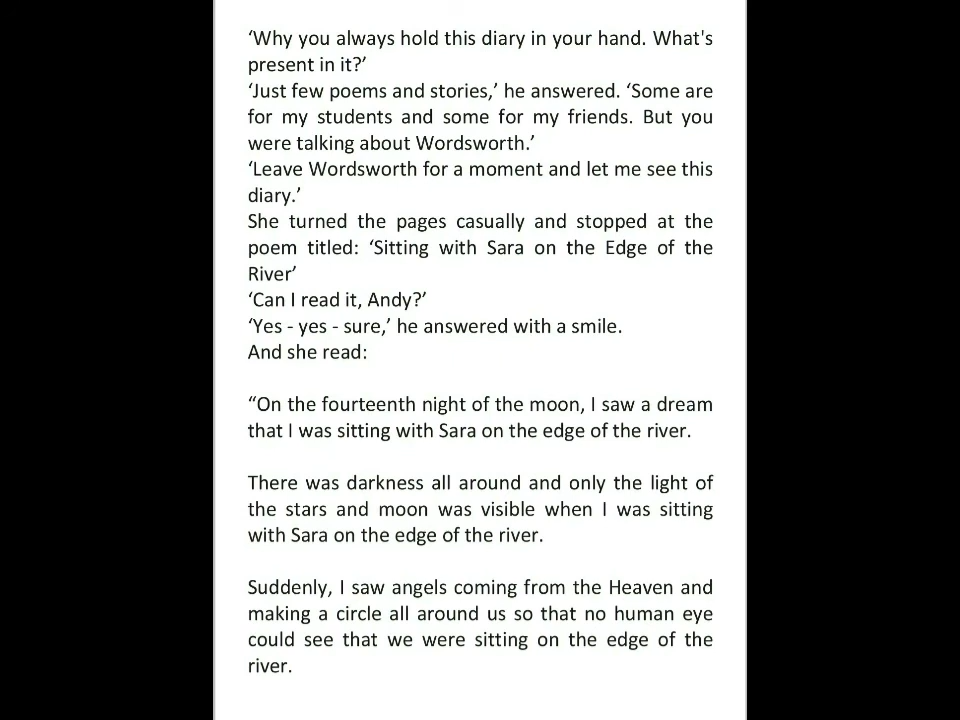 ‘Why you always hold this diary in your hand. What's
present in it?’
‘Just few poems and stories,’ he answered. ‘Some are
for my students and some for my friends. But you
were talking about Wordsworth.’
‘Leave Wordsworth for a moment and let me see this
diary.’
She turned the pages casually and stopped at the
poem titled: ‘Sitting with Sara on the Edge of the
River’
‘Can I read it, Andy?’
‘Yes - yes - sure,’ he answered with a smile.
And she read:
“On the fourteenth night of the moon, I saw a dream
that I was sitting with Sara on the edge of the river.
There was darkness all around and only the light of
the stars and moon was visible when I was sitting
with Sara on the edge of the river.
Suddenly, I saw angels coming from the Heaven and
making a circle all around us so that no human eye
could see that we were sitting on the edge of the
river.